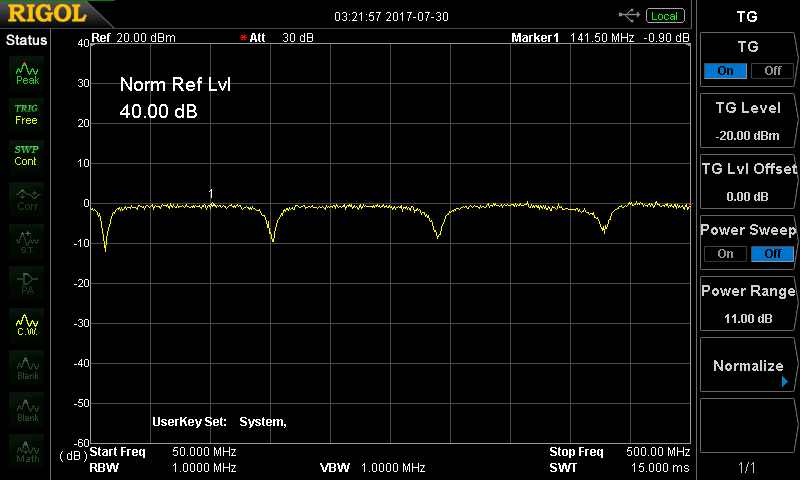 RIGOL
03:21:57 2017-07-30
Local
TG
Status
Ref 20.00 dBm
* Att 30 dB
Marker1 141.50 MHz -0.90 dB
Peak
TRIG
Free
SWP
Cont
Corr
S.T.
PA
C.W.
Blank
Blank
Math
40
30
20
10
0
-10
-20
-30
-40
-50
-60
(dB)
Norm Ref Lvl
40.00 dB
1
UserKey Set: System,
Start Freq 50.000 MHz
Stop Freq 500.00 MHz
RBW 1.0000 MHz
VBW 1.0000 MHz
SWT 15.000 ms
TG
On Off
TG Level
-20.00 dBm
TG Lvl Offset
0.00 dB
Power Sweep
On Off
Power Range
11.00 dB
Normalize
1/1